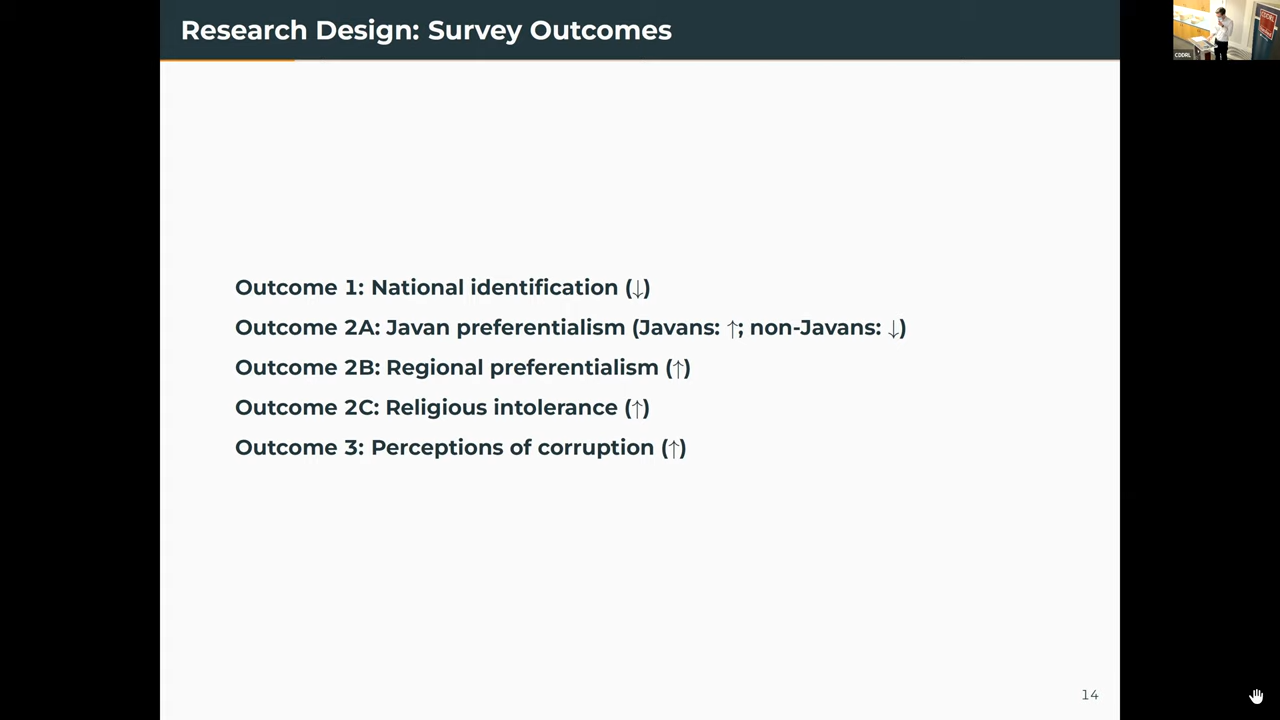 Research Design: Survey Outcomes
CDDRL
Outcome 1: National identification (↓)
Outcome 2A: Javan preferentialism (Javans: ↑; non-Javans: ↓)
Outcome 2B: Regional preferentialism (↑)
Outcome 2C: Religious intolerance (↑)
Outcome 3: Perceptions of corruption (↑)
14